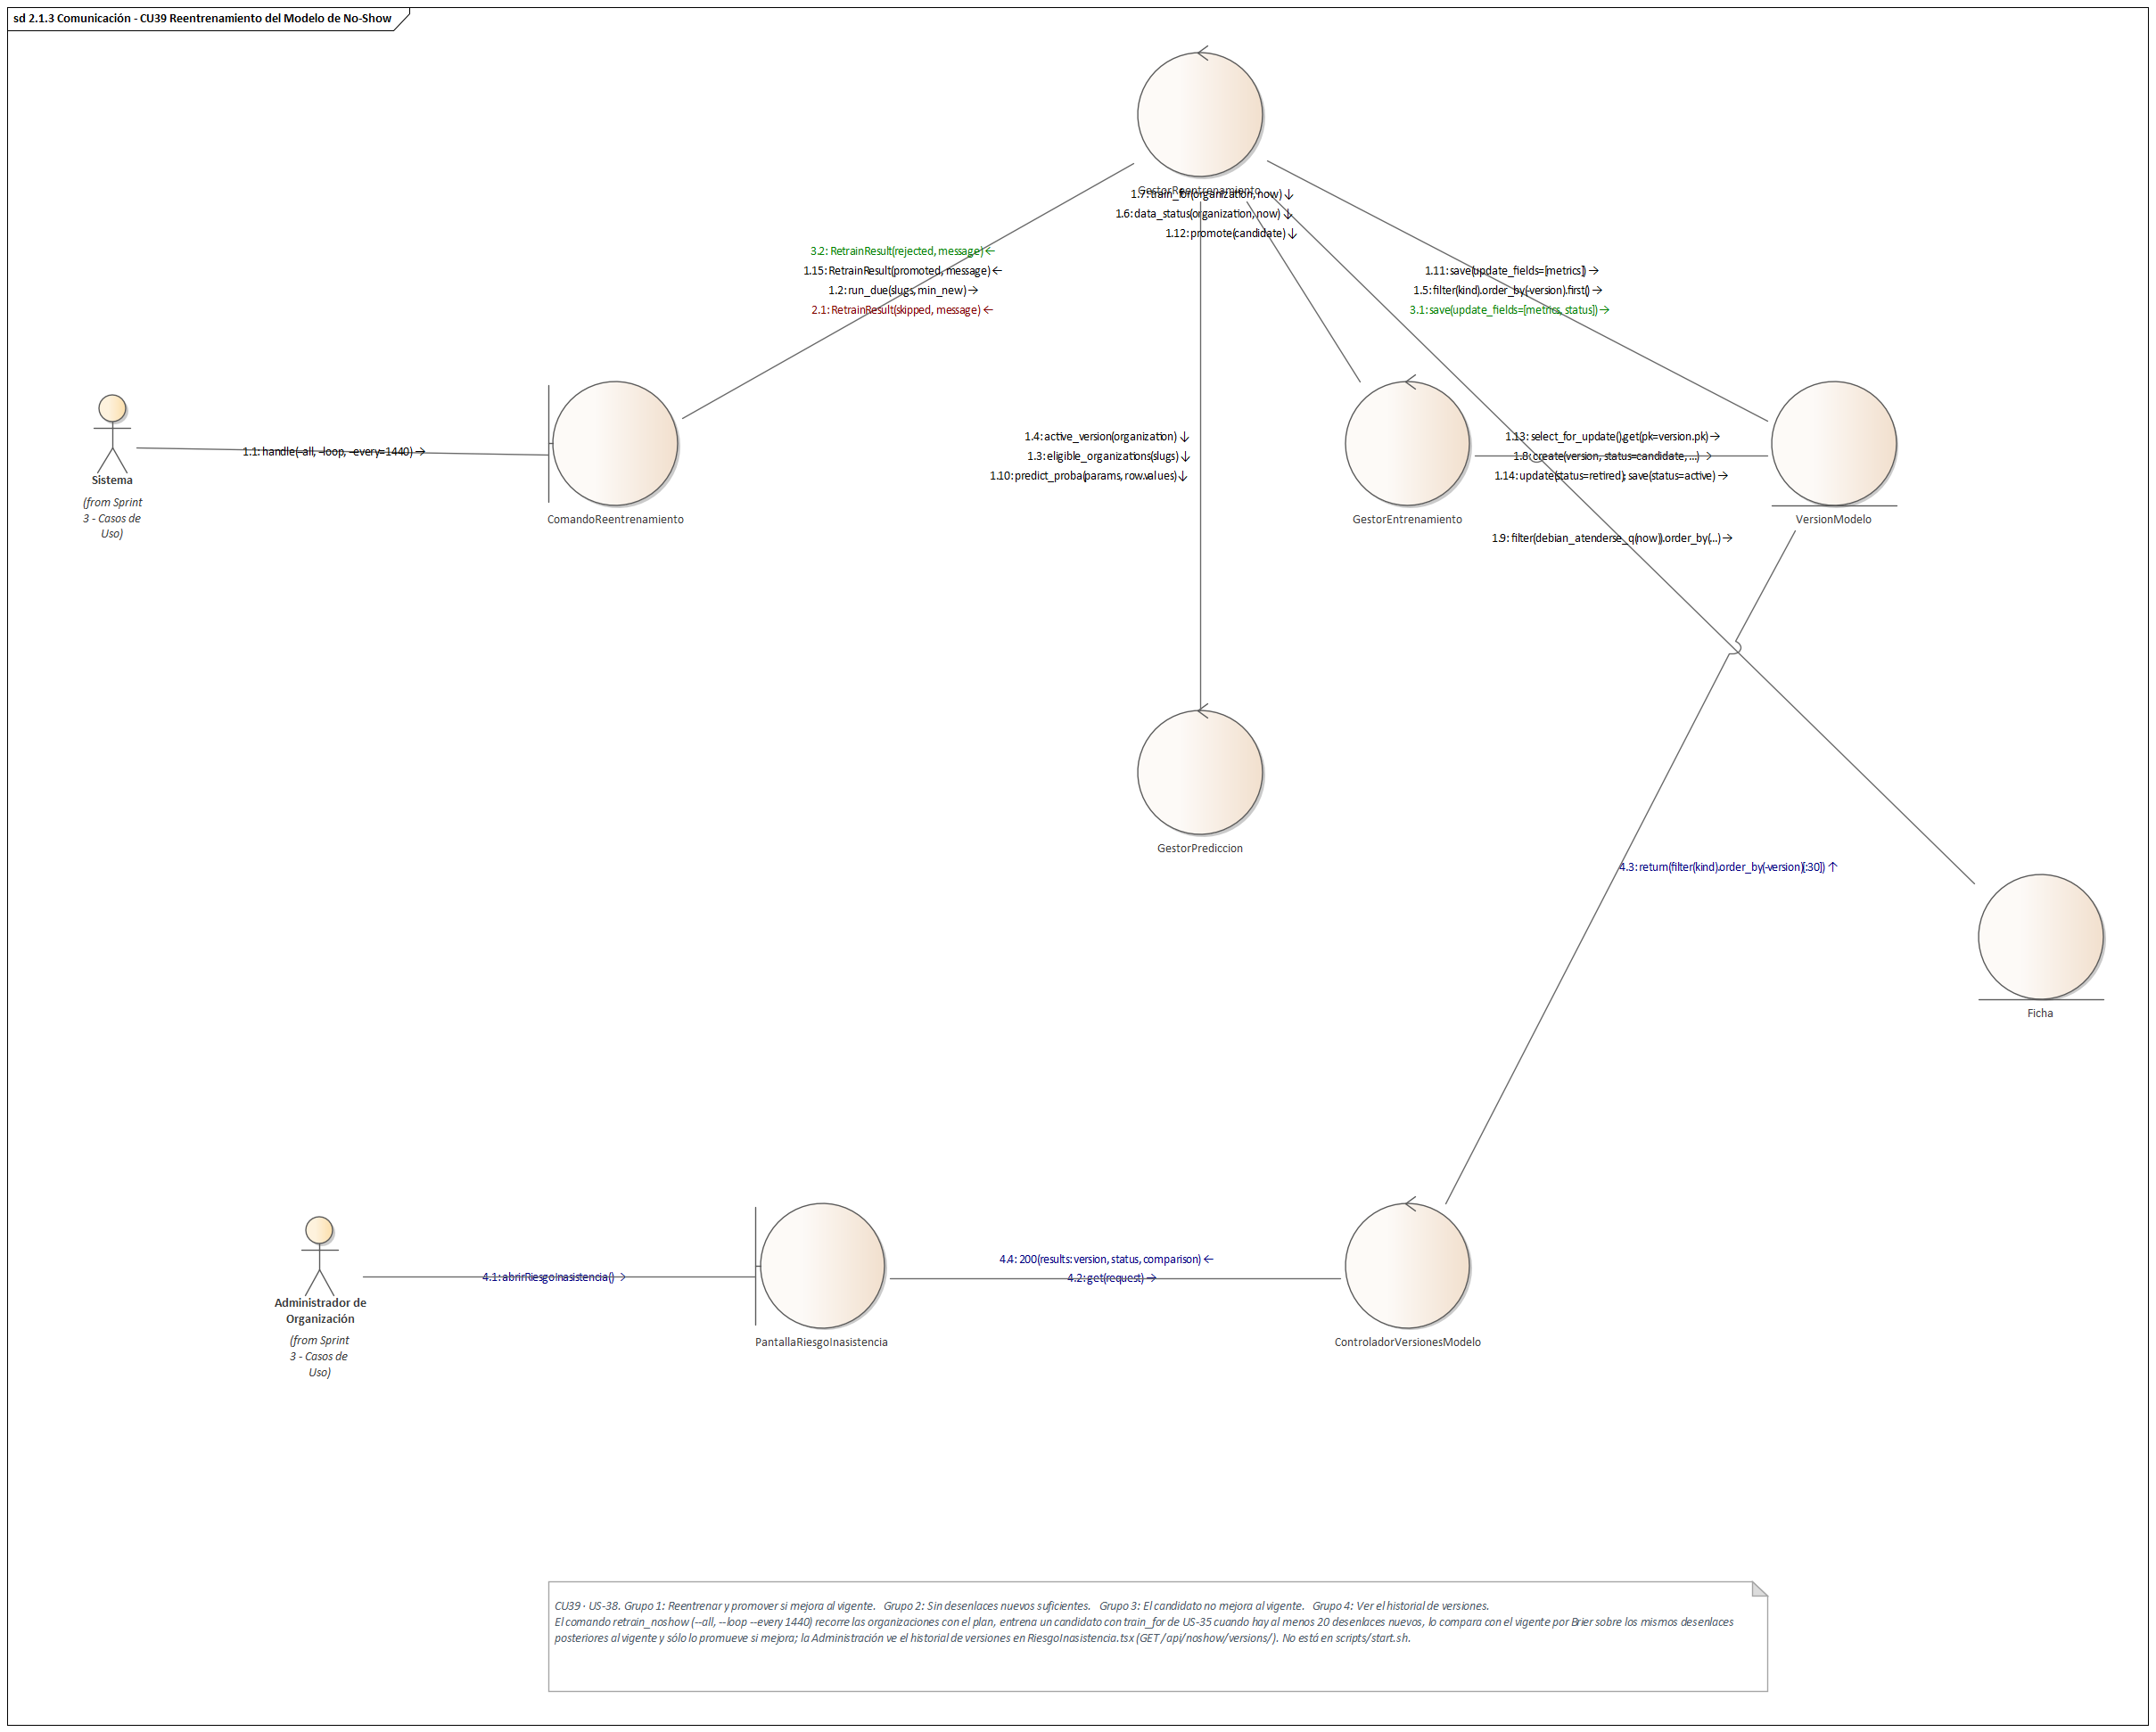 sd 2.1.3 Comunicación - CU39 Reentrenamiento del Modelo de No-Show
GestorReentrenamiento
1.7: train_for(organization, now)
1.6: data_status(organization, now)
1.12: promote(candidate)
3.2: RetrainResult(rejected, message)
1.15: RetrainResult(promoted, message)
1.2: run_due(slugs, min_new)
2.1: RetrainResult(skipped, message)
1.11: save(update_fields=[metrics])
1.5: filter(kind).order_by(-version).first()
3.1: save(update_fields=[metrics, status])
1.1: handle(--all, --loop, --every=1440)
Sistema
(from Sprint
3 - Casos de
Uso)
ComandoReentrenamiento
1.4: active_version(organization)
1.3: eligible_organizations(slugs)
1.10: predict_proba(params, row.values)
GestorEntrenamiento
1.13: select_for_update().get(pk=version.pk)
1.8: create(version, status=candidate, ...)
1.14: update(status=retired); save(status=active)
VersionModelo
1.9: filter(debian_atenderse_q(now)).order_by(...)
GestorPrediccion
4.3: return(filter(kind).order_by(-version)[:30])
Ficha
4.1: abrirRiesgoInasistencia()
Administrador de
Organización
(from Sprint
3 - Casos de
Uso)
PantallaRiesgoInasistencia
4.4: 200(results: version, status, comparison)
4.2: get(request)
ControladorVersionesModelo
CU39 · US-38. Grupo 1: Reentrenar y promover si mejora al vigente.   Grupo 2: Sin desenlaces nuevos suficientes.   Grupo 3: El candidato no mejora al vigente.   Grupo 4: Ver el historial de versiones.
El comando retrain_noshow (--all, --loop --every 1440) recorre las organizaciones con el plan, entrena un candidato con train_for de US-35 cuando hay al menos 20 desenlaces nuevos, lo compara con el vigente por Brier sobre los mismos desenlaces
posteriores al vigente y sólo lo promueve si mejora; la Administración ve el historial de versiones en RiesgoInasistencia.tsx (GET /api/noshow/versions/). No está en scripts/start.sh.